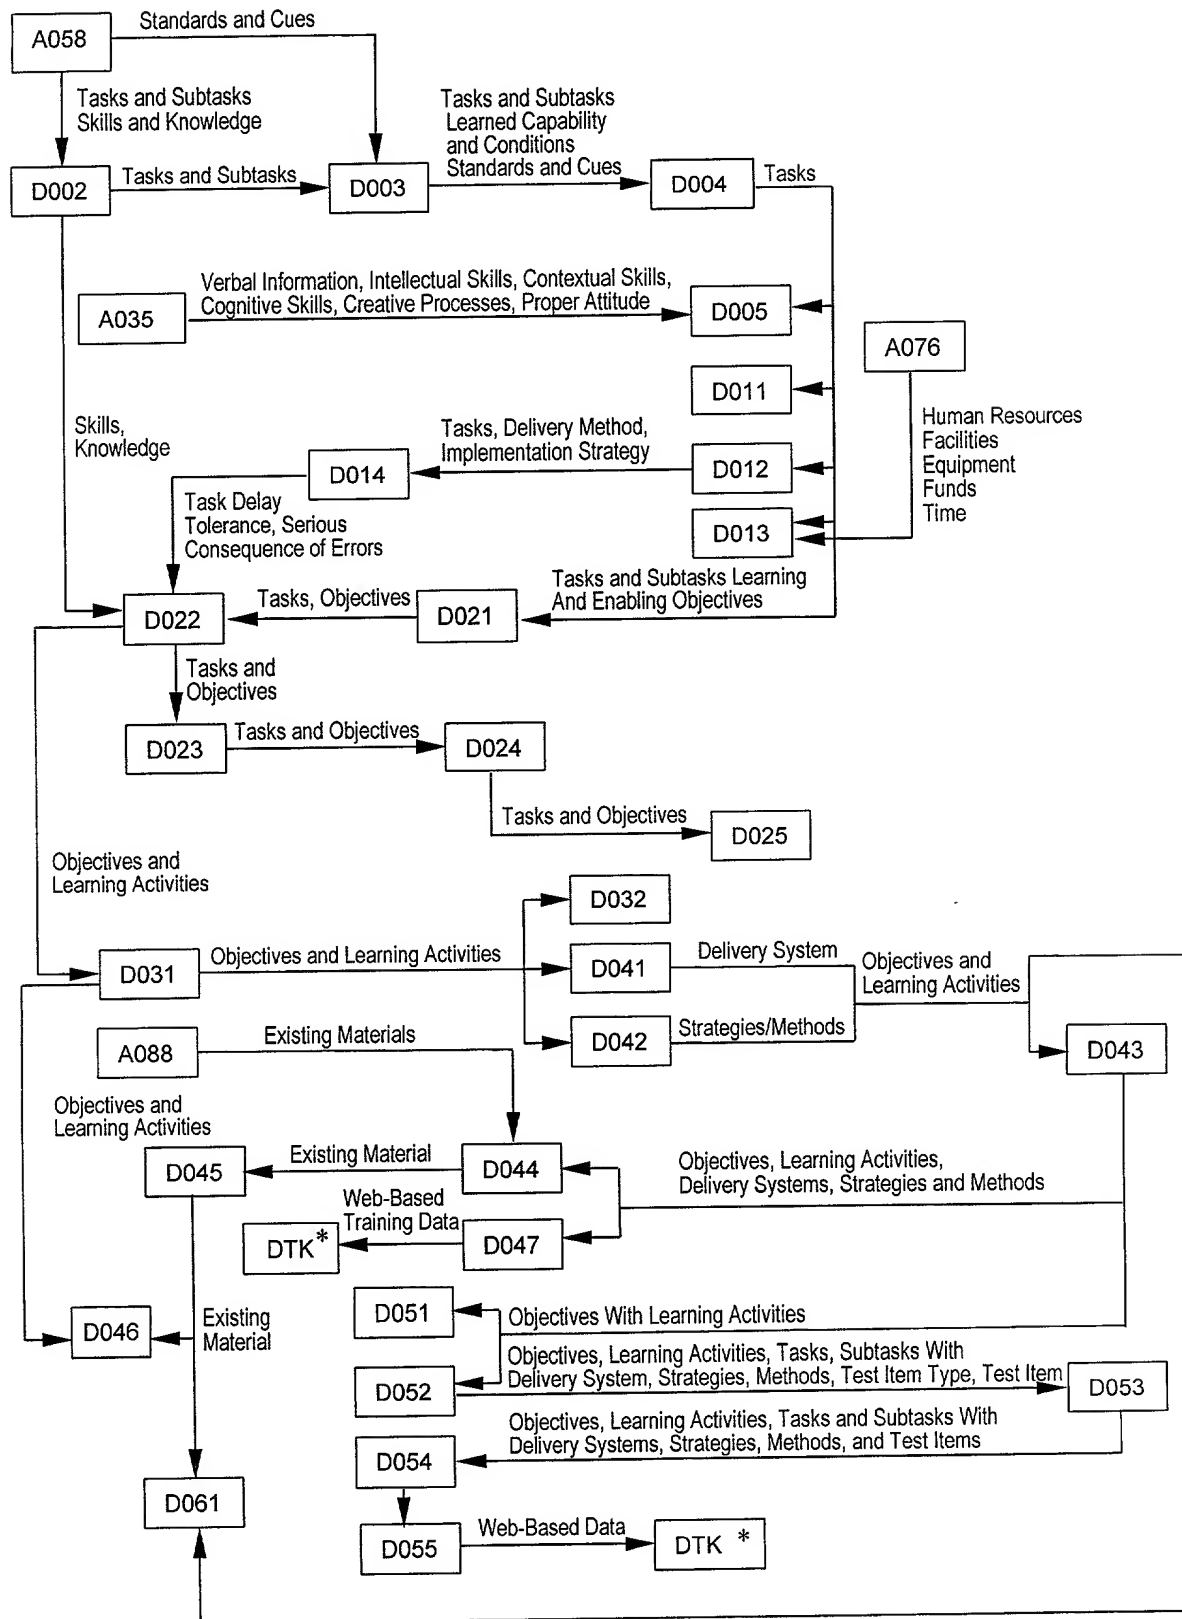 Standards and Cues
A058
Tasks and Subtasks
Skills and Knowledge
Tasks and Subtasks
Learned Capability
and Conditions
Standards and Cues
D002
Tasks and Subtasks
D003
D004
Tasks
Verbal Information, Intellectual Skills, Contextual Skills,
Cognitive Skills, Creative Processes, Proper Attitude
A035
D005
A076
D011
Skills,
Knowledge
Tasks, Delivery Method,
Implementation Strategy
D014
D012
Human Resources
Facilities
Equipment
Funds
Time
Task Delay
Tolerance, Serious
Consequence of Errors
D013
Tasks and Subtasks Learning
And Enabling Objectives
D022
Tasks, Objectives
D021
Tasks and
Objectives
D023
Tasks and Objectives
D024
Tasks and Objectives
D025
Objectives and
Learning Activities
D032
D031
Objectives and Learning Activities
D041
Delivery System
Objectives and
Learning Activities
A088
Existing Materials
D042
Strategies/Methods
D043
Objectives and
Learning Activities
D045
Existing Material
D044
Objectives, Learning Activities,
Delivery Systems, Strategies and Methods
Web-Based
Training Data
DTK*
D047
D051
Objectives With Learning Activities
D046
Existing
Material
Objectives, Learning Activities, Tasks, Subtasks With
Delivery System, Strategies, Methods, Test Item Type, Test Item
D052
D053
Objectives, Learning Activities, Tasks and Subtasks With
Delivery Systems, Strategies, Methods, and Test Items
D054
D061
D055
Web-Based Data
DTK *